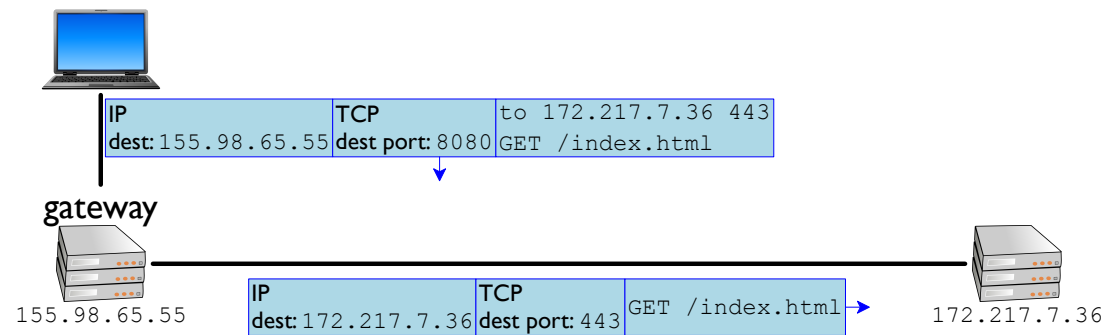 IP TCP to 172.217.7.36 443
dest: 155.98.65.55 dest port: 8080 GET /index.html
gateway
IP TCP GET /index.html
dest: 172.217.7.36 dest port: 443
155.98.65.55
172.217.7.36